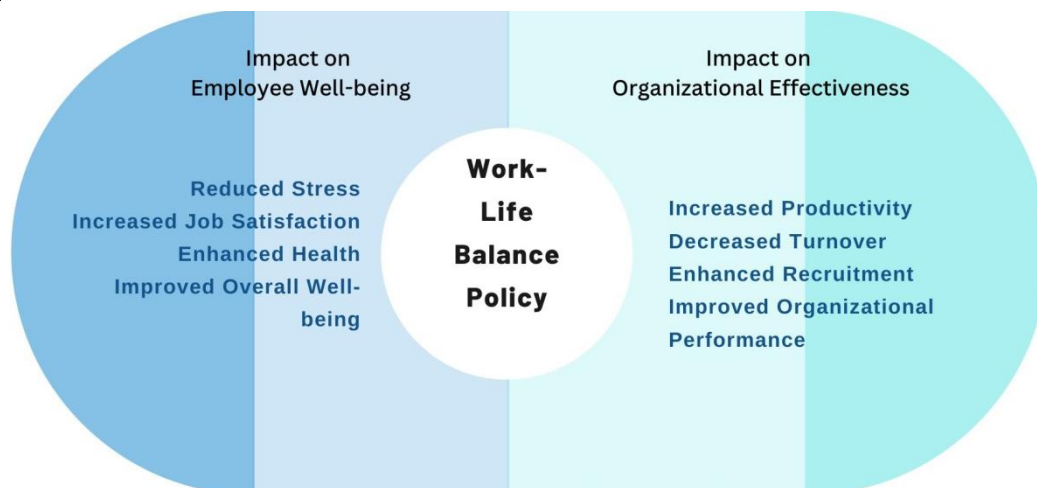 Impact on
Employee Well-being
Impact on
Organizational Effectiveness
Reduced Stress
Increased Job Satisfaction
Enhanced Health
Improved Overall Well-
being
Work-
Life
Balance
Policy
Increased Productivity
Decreased Turnover
Enhanced Recruitment
Improved Organizational
Performance